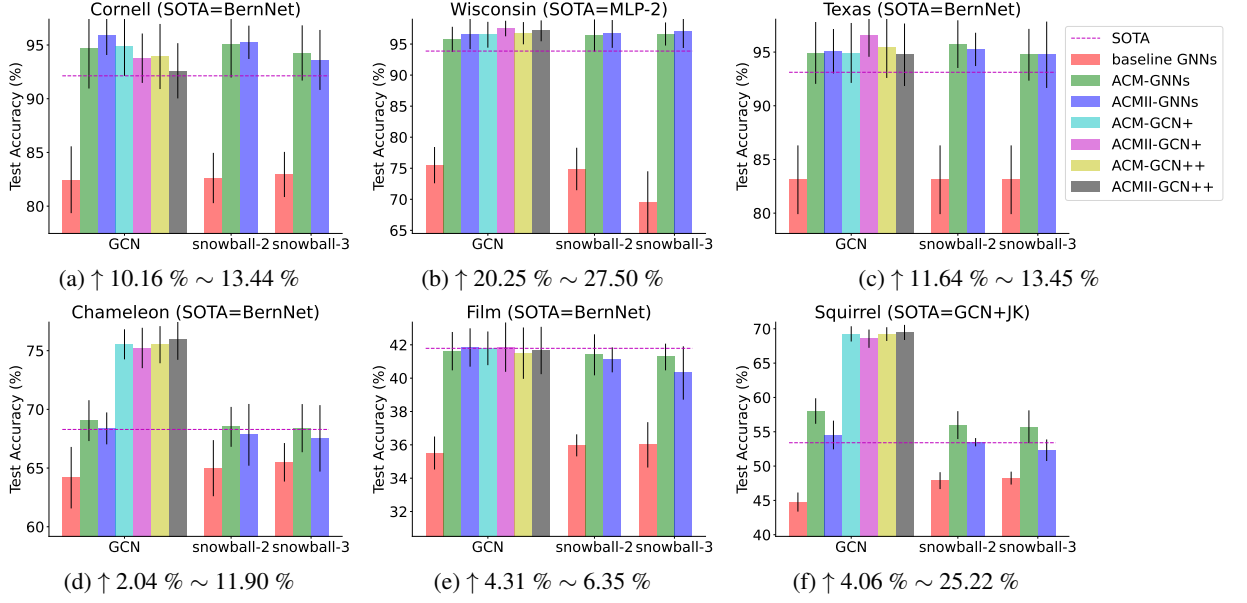 Cornell (SOTA=BernNet)
Test Accuracy (%)
95
90
85
80
GCN
snowball-2
snowball-3
(a) ↑ 10.16 % ∼ 13.44 %
Wisconsin (SOTA=MLP-2)
Test Accuracy (%)
95
90
85
80
75
70
65
GCN
snowball-2
snowball-3
(b) ↑ 20.25 % ∼ 27.50 %
Texas (SOTA=BernNet)
Test Accuracy (%)
95
90
85
80
GCN
snowball-2
snowball-3
(c) ↑ 11.64 % ∼ 13.45 %
SOTA
baseline GNNs
ACM-GNNs
ACMII-GNNs
ACM-GCN+
ACMII-GCN+
ACM-GCN++
ACMII-GCN++
Chameleon (SOTA=BernNet)
Test Accuracy (%)
75
70
65
60
GCN
snowball-2
snowball-3
(d) ↑ 2.04 % ∼ 11.90 %
Film (SOTA=BernNet)
Test Accuracy (%)
42
40
38
36
34
32
GCN
snowball-2
snowball-3
(e) ↑ 4.31 % ∼ 6.35 %
Squirrel (SOTA=GCN+JK)
Test Accuracy (%)
70
65
60
55
50
45
40
GCN
snowball-2
snowball-3
(f) ↑ 4.06 % ∼ 25.22 %